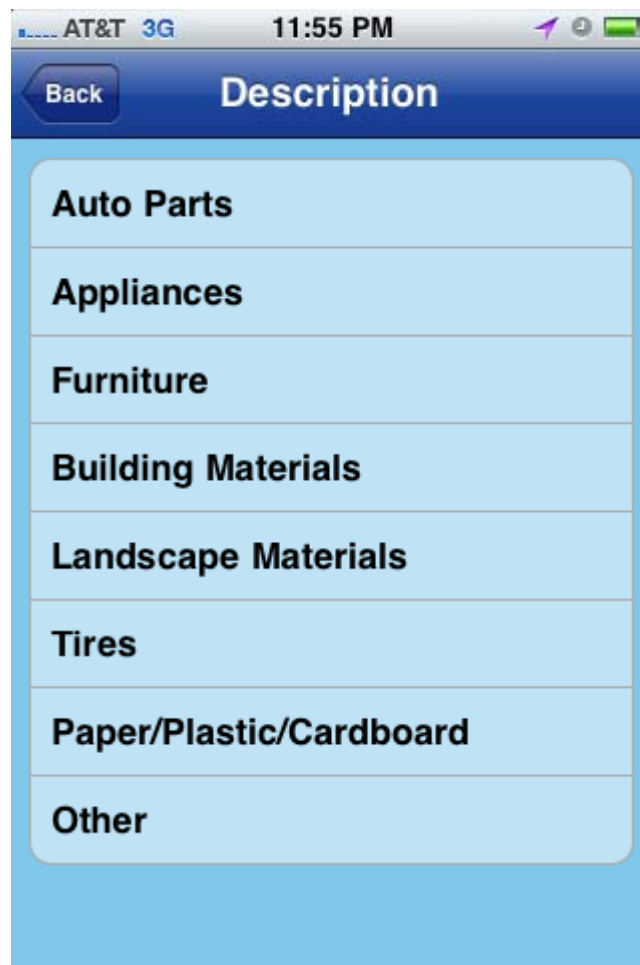 AT&T 3G 11:55 PM
Back Description
Auto Parts
Appliances
Furniture
Building Materials
Landscape Materials
Tires
Paper/Plastic/Cardboard
Other